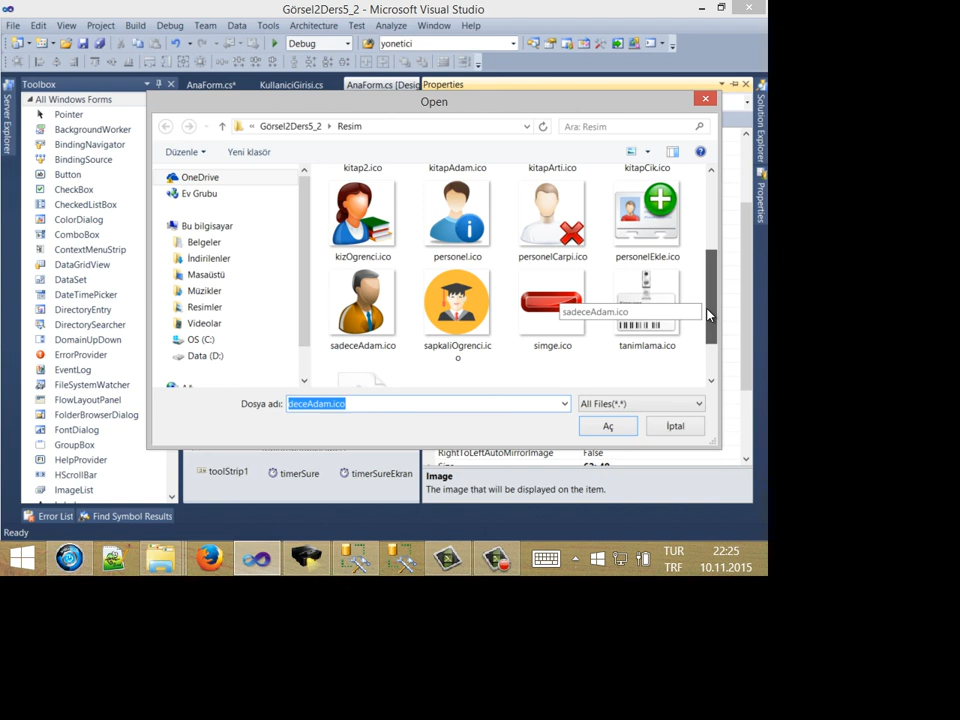 Görsel2Ders5_2 - Microsoft Visual Studio
File Edit View Project Build Debug Team Data Tools Architecture Test Analyze Window Help
Debug yonetici
Toolbox AnaForm.cs* KullaniciGirisi.cs AnaForm.cs [Desig Properties
All Windows Forms
Pointer
BackgroundWorker
BindingNavigator
BindingSource
Button
CheckBox
CheckedListBox
ColorDialog
ComboBox
ContextMenuStrip
DataGridView
DataSet
DateTimePicker
DirectoryEntry
DirectorySearcher
DomainUpDown
ErrorProvider
EventLog
FileSystemWatcher
FlowLayoutPanel
FolderBrowserDialog
FontDialog
GroupBox
HelpProvider
HScrollBar
ImageList
Server Explorer
Solution Explorer
Properties
Open
« Görsel2Ders5_2 Resim
Ara: Resim
Düzenle Yeni klasör
OneDrive
Ev Grubu
Bu bilgisayar
Belgeler
İndirilenler
Masaüstü
Müzikler
Resimler
Videolar
OS (C:)
Data (D:)
kitap2.ico kitapAdam.ico kitapArti.ico kitapCik.ico
kizOgrenci.ico personel.ico personelCarpi.ico personelEkle.ico
sadeceAdam.ico
sadeceAdam.ico sapkaliOgrenci.ic
o simge.ico tanimlama.ico
Dosya adı: deceAdam.ico All Files(*.*)
Aç İptal
RightToLeftAutoMirrorImage False
toolStrip1 timerSure timerSureEkran
Image
The image that will be displayed on the item.
Error List Find Symbol Results
Ready
TUR 22:25
TRF 10.11.2015